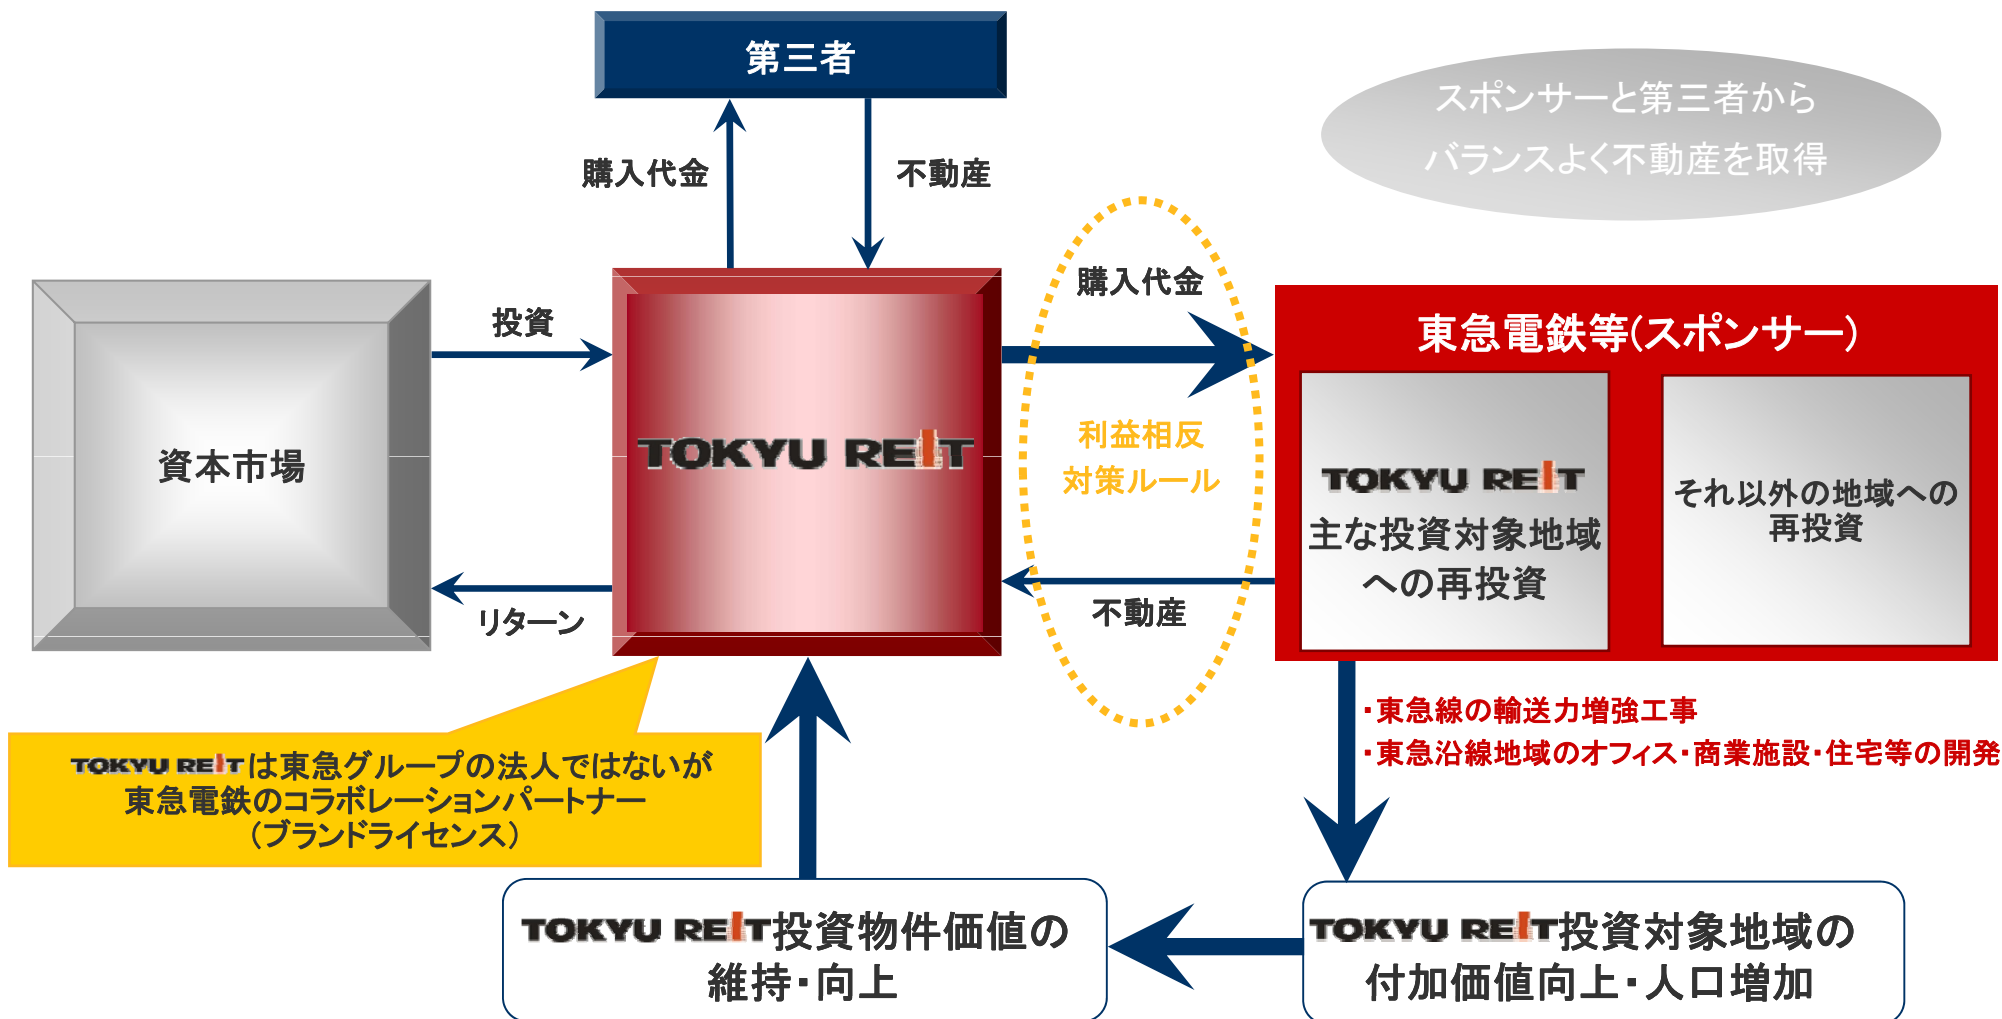 第三者
スポンサーと第三者から
バランスよく不動産を取得
購入代金
不動産
購入代金
投資
東急電鉄等(スポンサー)
資本市場
TOKYU REIT
利益相反
対策ルール
TOKYU REIT
主な投資対象地域
への再投資
それ以外の地域への
再投資
リターン
不動産
・東急線の輸送力増強工事
・東急沿線地域のオフィス・商業施設・住宅等の開発
TOKYU REITは東急グループの法人ではないが
東急電鉄のコラボレーションパートナー
(ブランドライセンス)
TOKYU REIT投資物件価値の
維持・向上
TOKYU REIT投資対象地域の
付加価値向上・人口増加